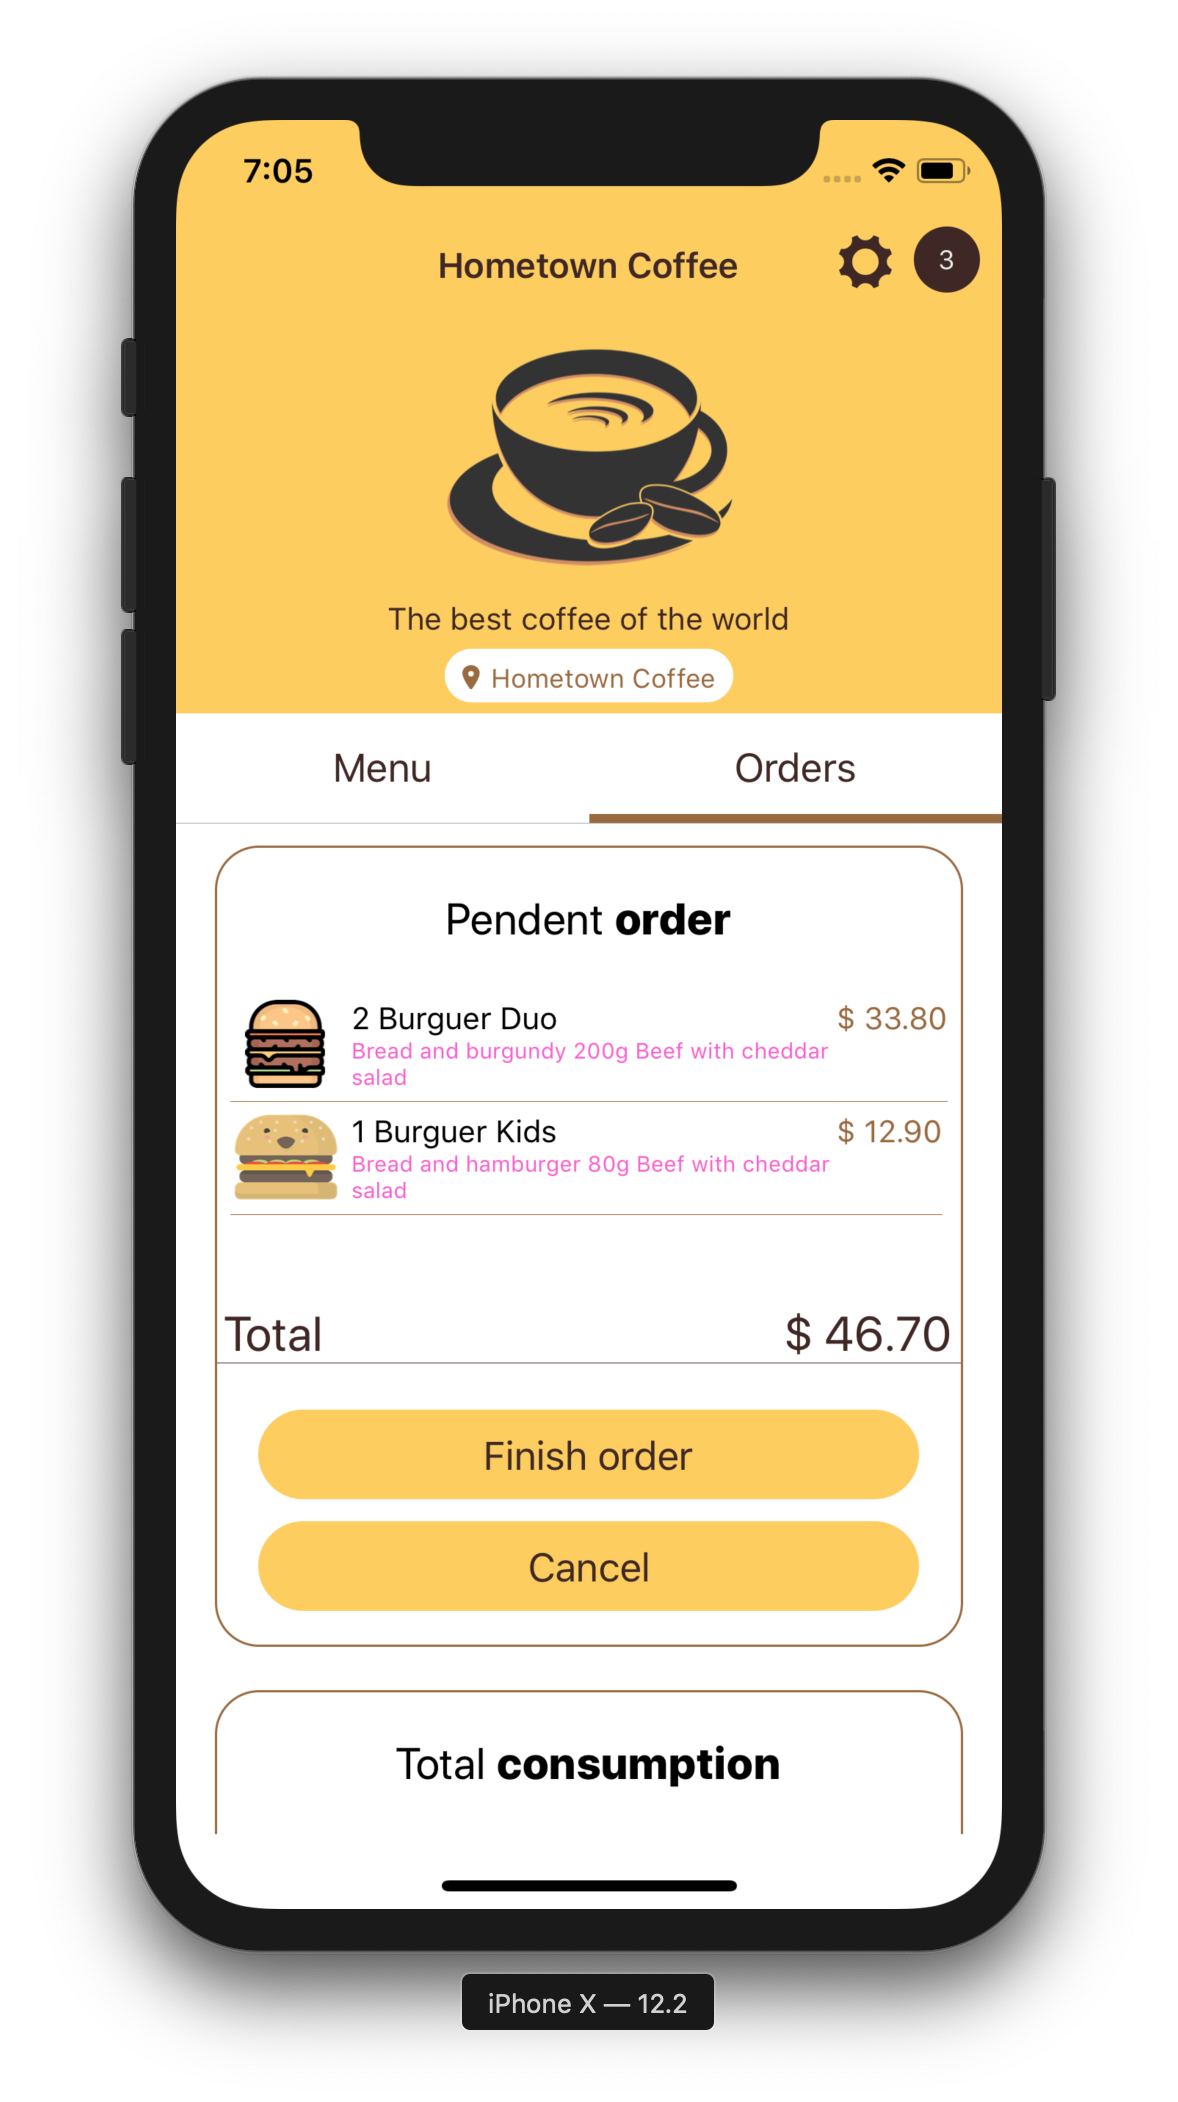 7:05
Hometown Coffee
3
The best coffee of the world
Hometown Coffee
Menu Orders
Pendent order
2 Burguer Duo $ 33.80
Bread and burgundy 200g Beef with cheddar
salad
1 Burguer Kids $ 12.90
Bread and hamburger 80g Beef with cheddar
salad
Total $ 46.70
Finish order
Cancel
Total consumption
iPhone X — 12.2